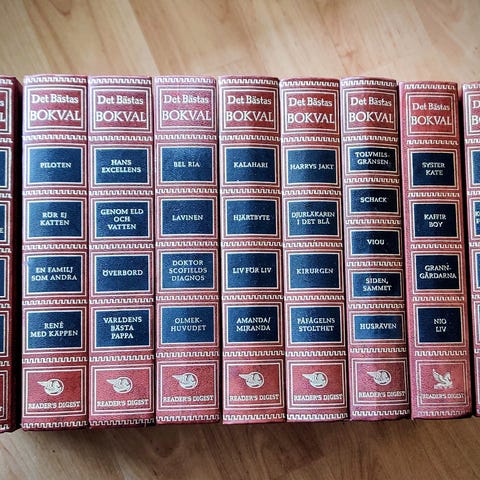 Det Bästas
BOKVAL
PILOTEN
RÖR EJ
KATTEN
EN FAMILJ
SOM ANDRA
RENÉ
MED KÄPPEN
READER'S DIGEST
Det Bästas
BOKVAL
HANS
EXCELLENS
GENOM ELD
OCH
VATTEN
ÖVERBORD
VÄRLDENS
BÄSTA
PAPPA
READER'S DIGEST
Det Bästas
BOKVAL
BEL RIA
LAVINEN
DOKTOR
SCOFIELDS
DIAGNOS
OLMEK-
HUVUDET
READER'S DIGEST
Det Bästas
BOKVAL
KALAHARI
HJÄRTBYTE
LIV FÖR LIV
AMANDA/
MIRANDA
READER'S DIGEST
Det Bästas
BOKVAL
HARRYS JAKT
DJURLÄKAREN
I DET BLÅ
KIRURGEN
PÅFÅGELNS
STOLTHET
READER'S DIGEST
Det Bästas
BOKVAL
TOLVMILS-
GRÄNSEN
SCHACK
VIOU
SIDEN,
SAMMET
HUSRÄVEN
READER'S DIGEST
Det Bästas
BOKVAL
SYSTER
KATE
KAFFIR
BOY
GRANN-
GÅRDARNA
NIO
LIV
READER'S DIGEST